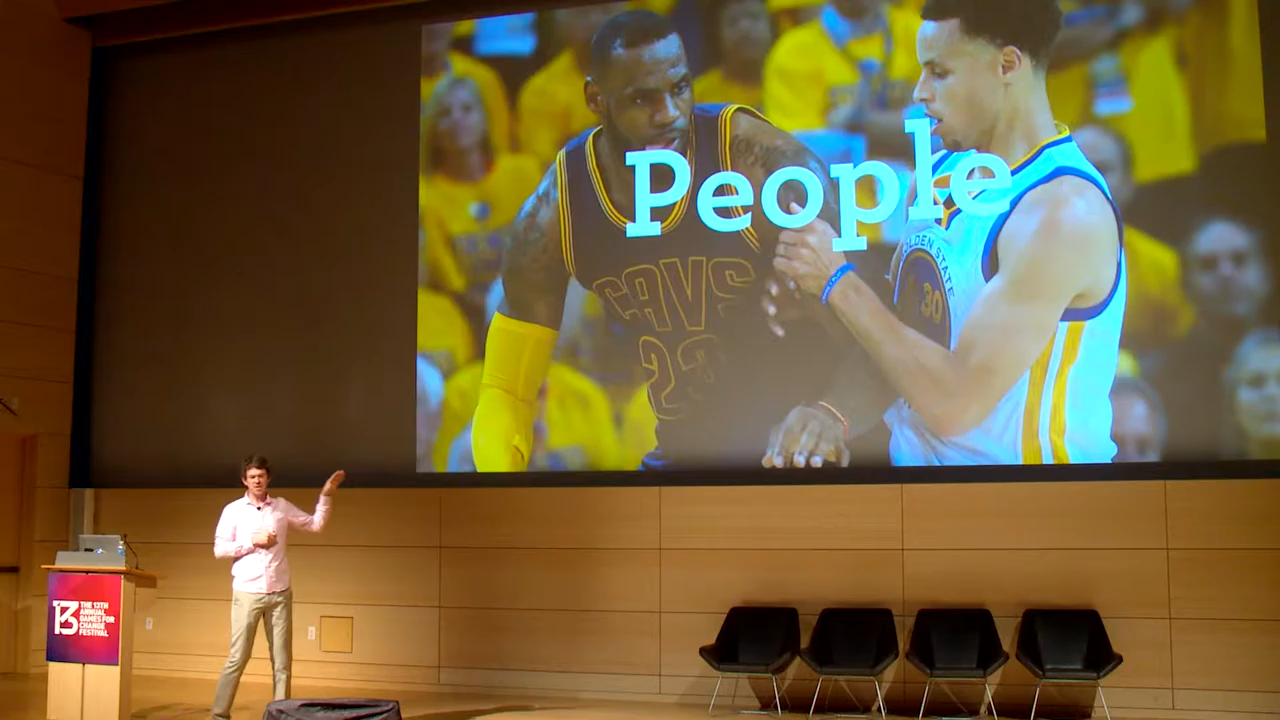 People
CAVS
23
GOLDEN STATE
30
13
THE 13TH
ANNUAL
GAMES FOR
CHANGE
FESTIVAL